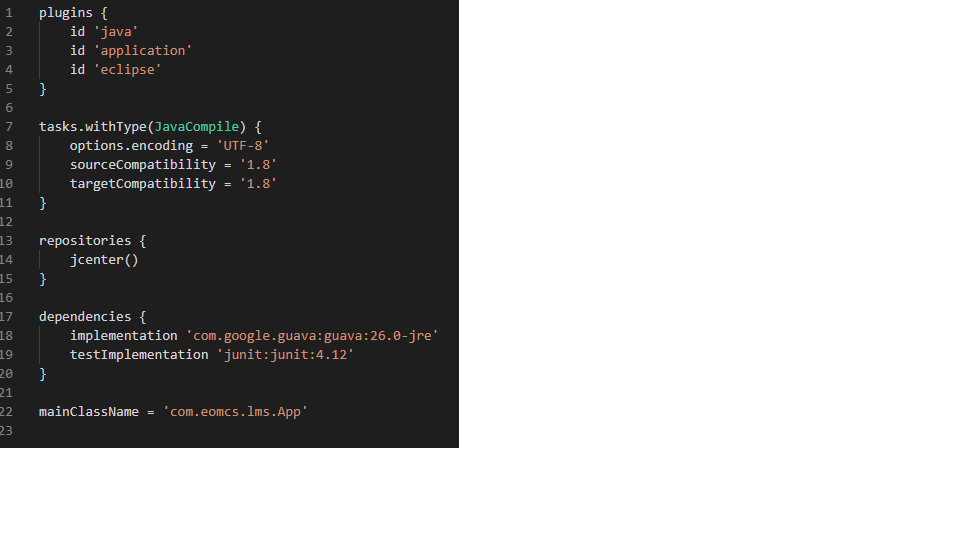 1 plugins {
2 id 'java'
3 id 'application'
4 id 'eclipse'
5 }
6
7 tasks.withType(JavaCompile) {
8 options.encoding = 'UTF-8'
9 sourceCompatibility = '1.8'
10 targetCompatibility = '1.8'
11 }
12
13 repositories {
14 jcenter()
15 }
16
17 dependencies {
18 implementation 'com.google.guava:guava:26.0-jre'
19 testImplementation 'junit:junit:4.12'
20 }
21
22 mainClassName = 'com.eomcs.lms.App'
23